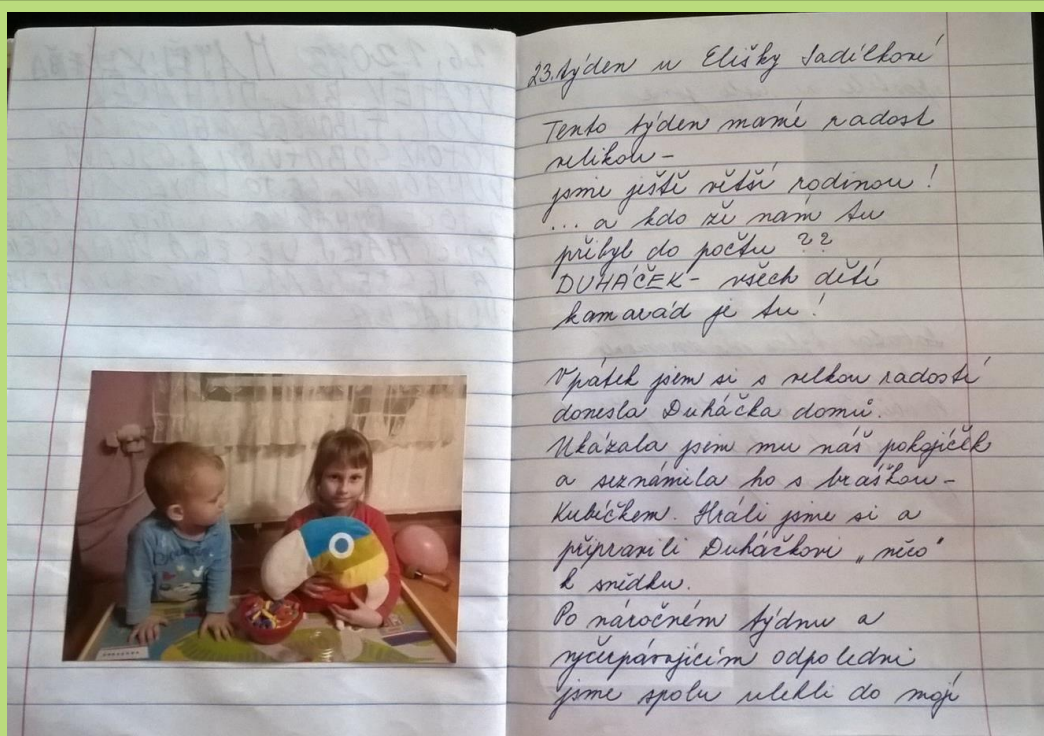 23. týden u Elišky Sadílkové
Tento týden máme radost
velikou -
jsme ještě větší rodinou !
... a kdo že nám tu
přibyl do počtu ??
DUHÁČEK - všech dětí
kamarád je tu !
V pátek jsem si s velkou radostí
donesla Duháčka domů.
Ukázala jsem mu náš pokojíček
a seznámila ho s bráškou -
Kubíčkem. Hráli jsme si a
připravili Duháčkovi „něco“
k snědku.
Po náročném týdnu a
vyčerpávajícím odpoledni
jsme spolu ulehli do mojí